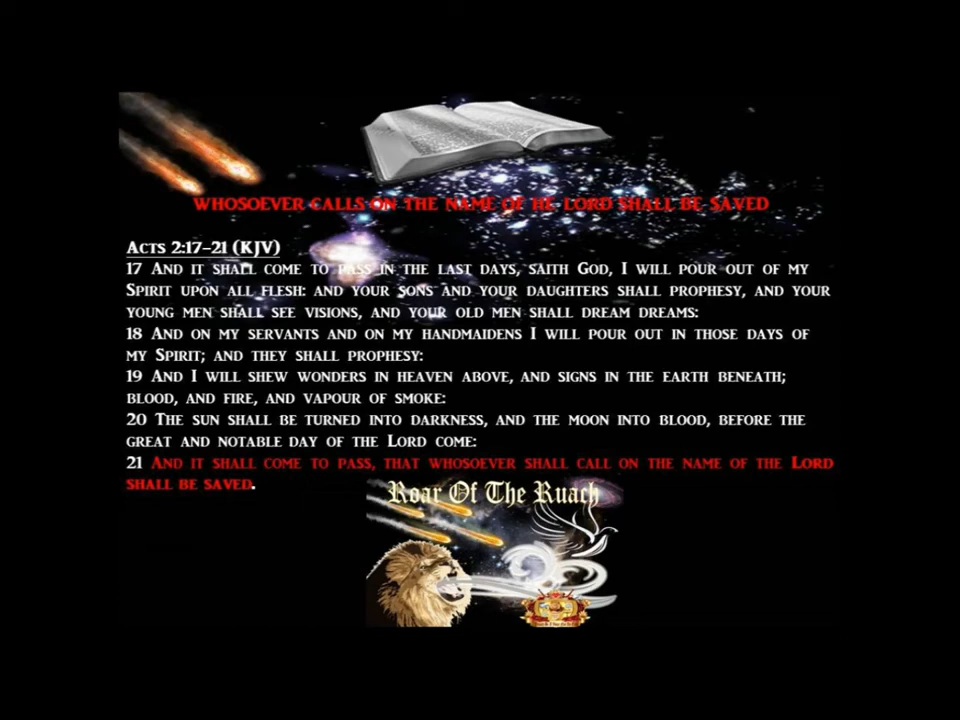 WHOSOEVER CALLS ON THE NAME OF HE LORD SHALL BE SAVED
Acts 2:17-21 (KJV)
17 And it shall come to pass in the last days, saith God, I will pour out of my
Spirit upon all flesh: and your sons and your daughters shall prophesy, and your
young men shall see visions, and your old men shall dream dreams:
18 And on my servants and on my handmaidens I will pour out in those days of
my Spirit; and they shall prophesy:
19 And I will shew wonders in heaven above, and signs in the earth beneath;
blood, and fire, and vapour of smoke:
20 The sun shall be turned into darkness, and the moon into blood, before the
great and notable day of the Lord come:
21 And it shall come to pass, that whosoever shall call on the name of the Lord
shall be saved.
Roar Of The Ruach